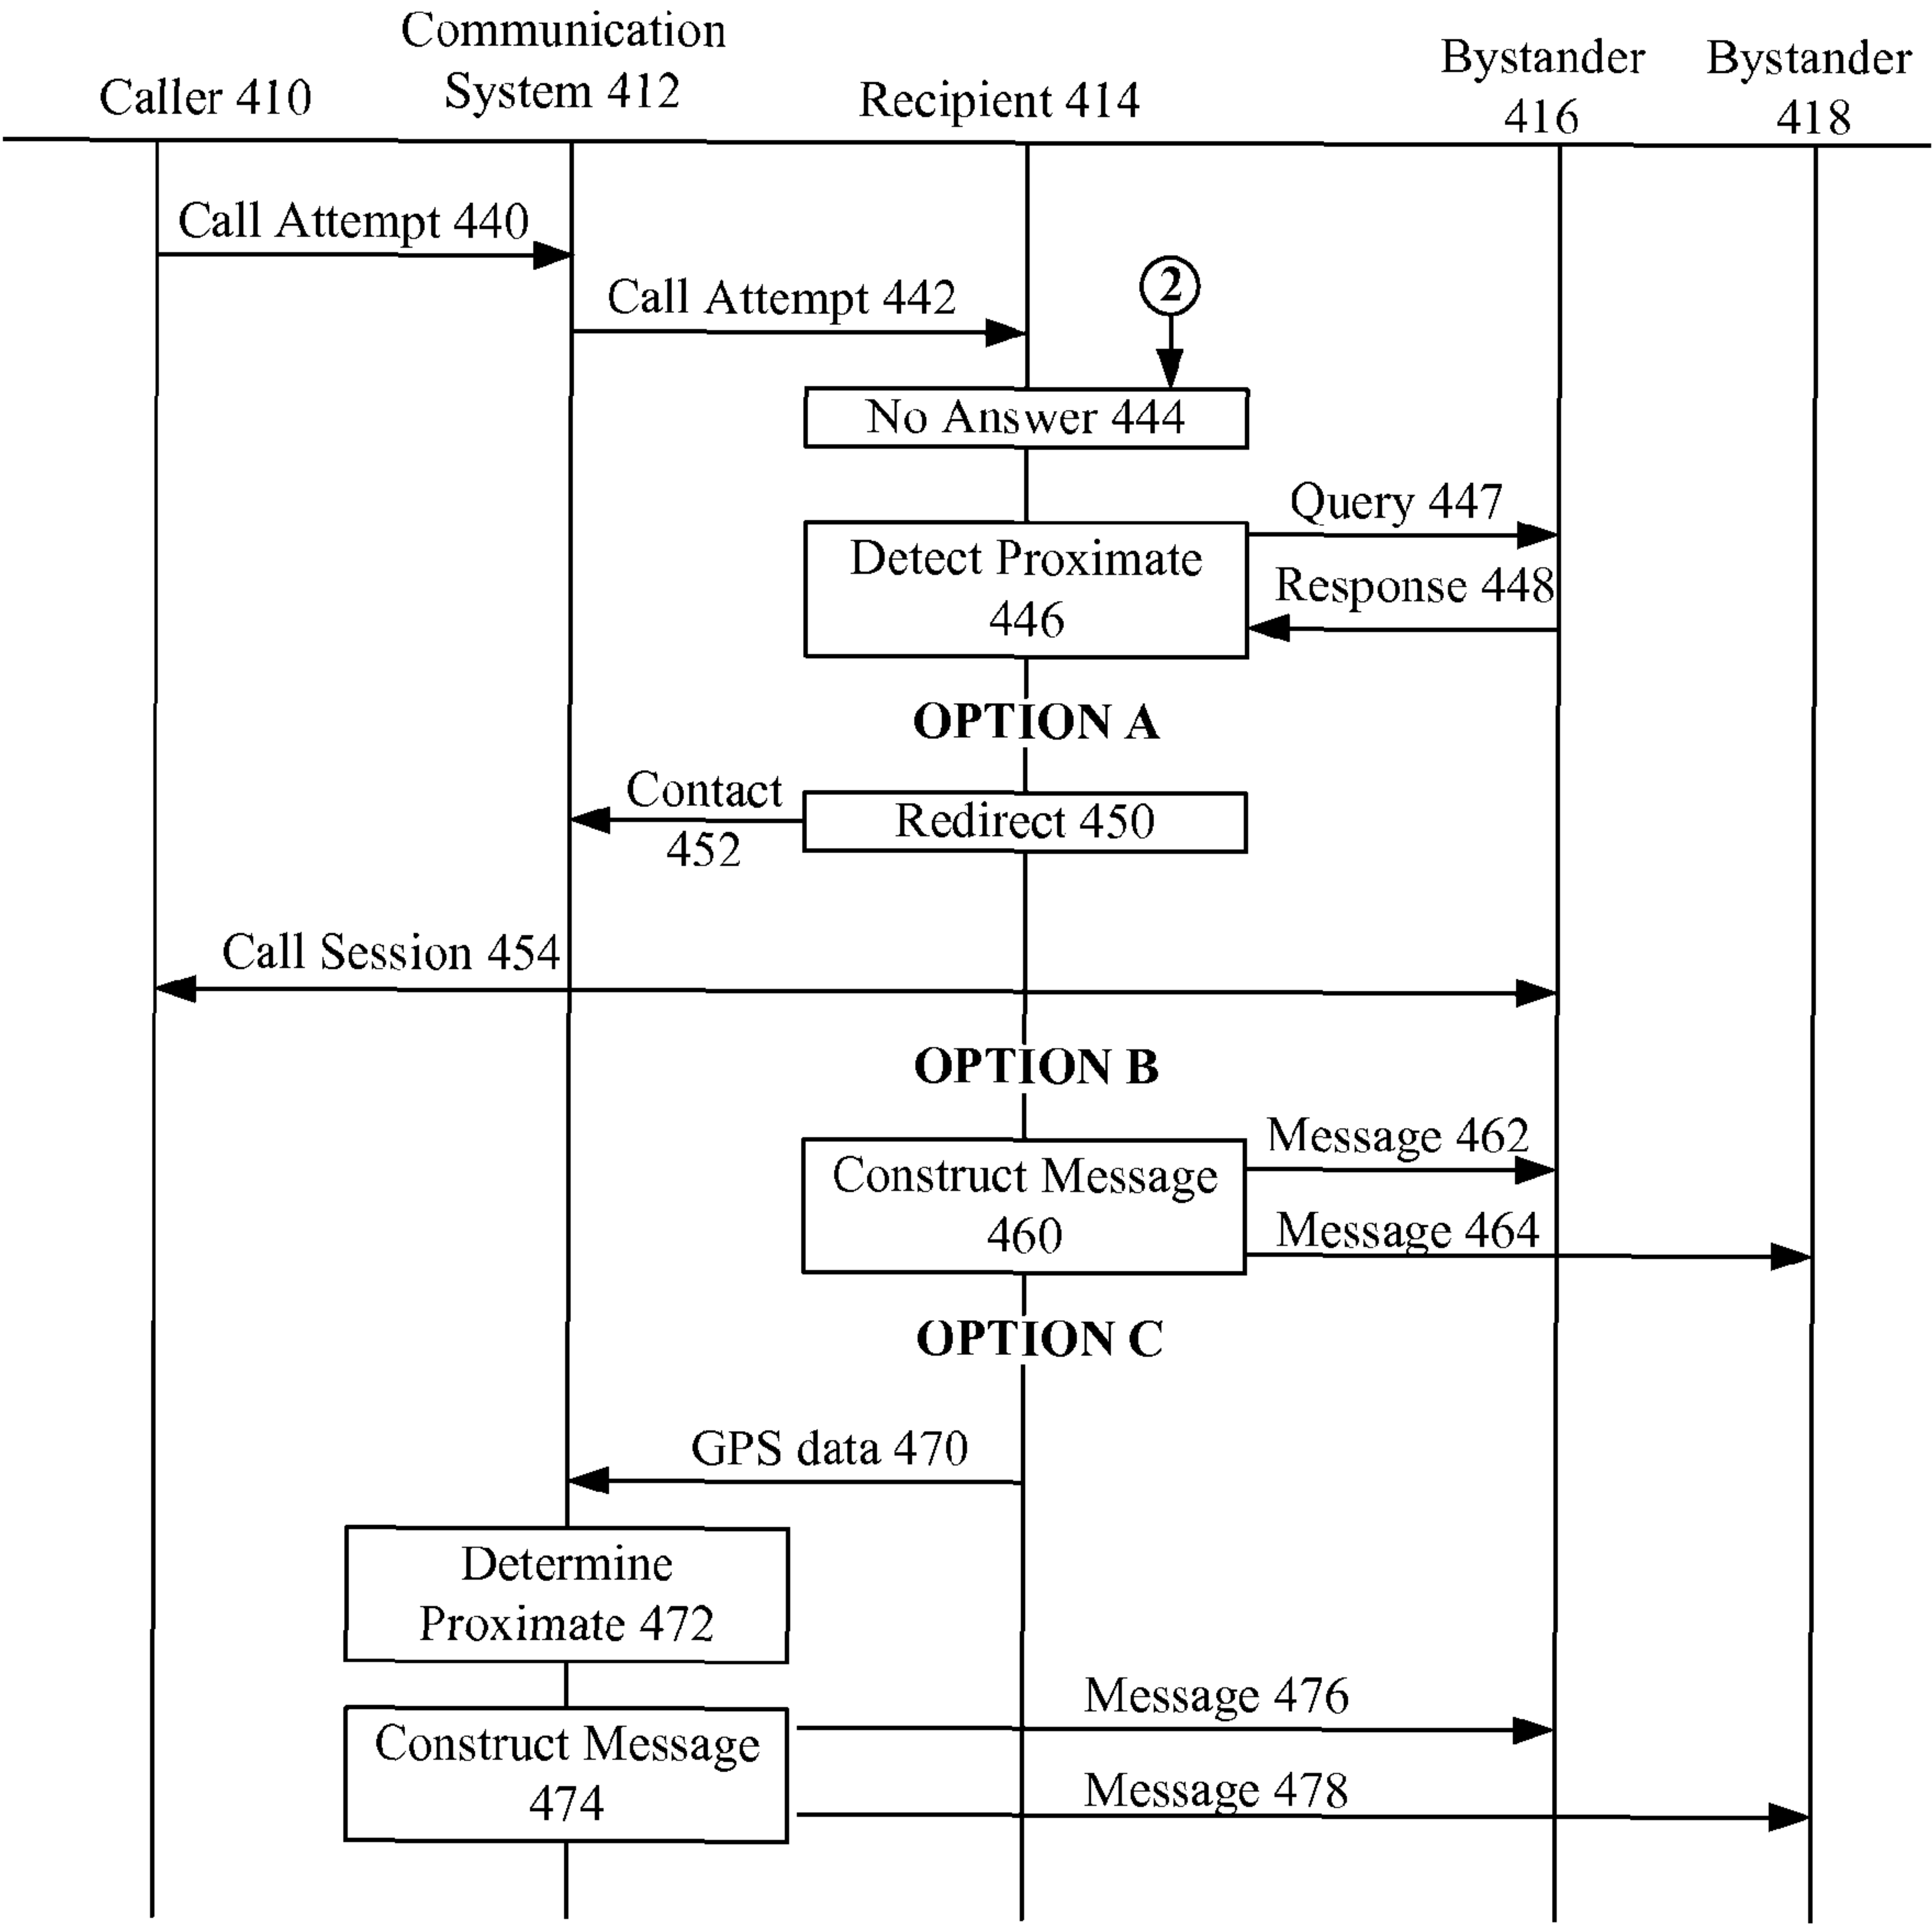 Communication
System 412
Caller 410
Recipient 414
Bystander
416
Bystander
418
Call Attempt 440
Call Attempt 442
2
No Answer 444
Query 447
Detect Proximate
446
Response 448
OPTION A
Contact
452
Redirect 450
Call Session 454
OPTION B
Construct Message
460
Message 462
Message 464
OPTION C
GPS data 470
Determine
Proximate 472
Construct Message
474
Message 476
Message 478